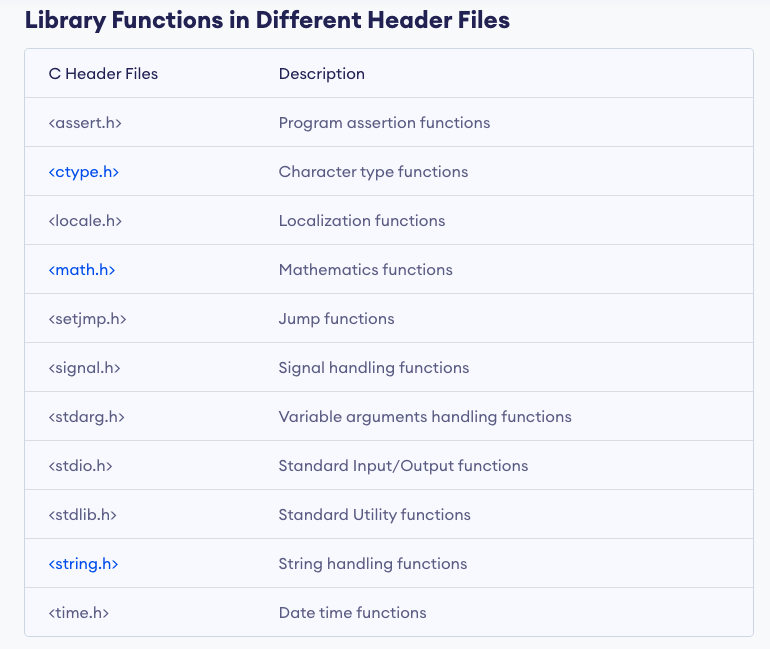 Library Functions in Different Header Files
C Header Files Description
<assert.h> Program assertion functions
<ctype.h> Character type functions
<locale.h> Localization functions
<math.h> Mathematics functions
<setjmp.h> Jump functions
<signal.h> Signal handling functions
<stdarg.h> Variable arguments handling functions
<stdio.h> Standard Input/Output functions
<stdlib.h> Standard Utility functions
<string.h> String handling functions
<time.h> Date time functions